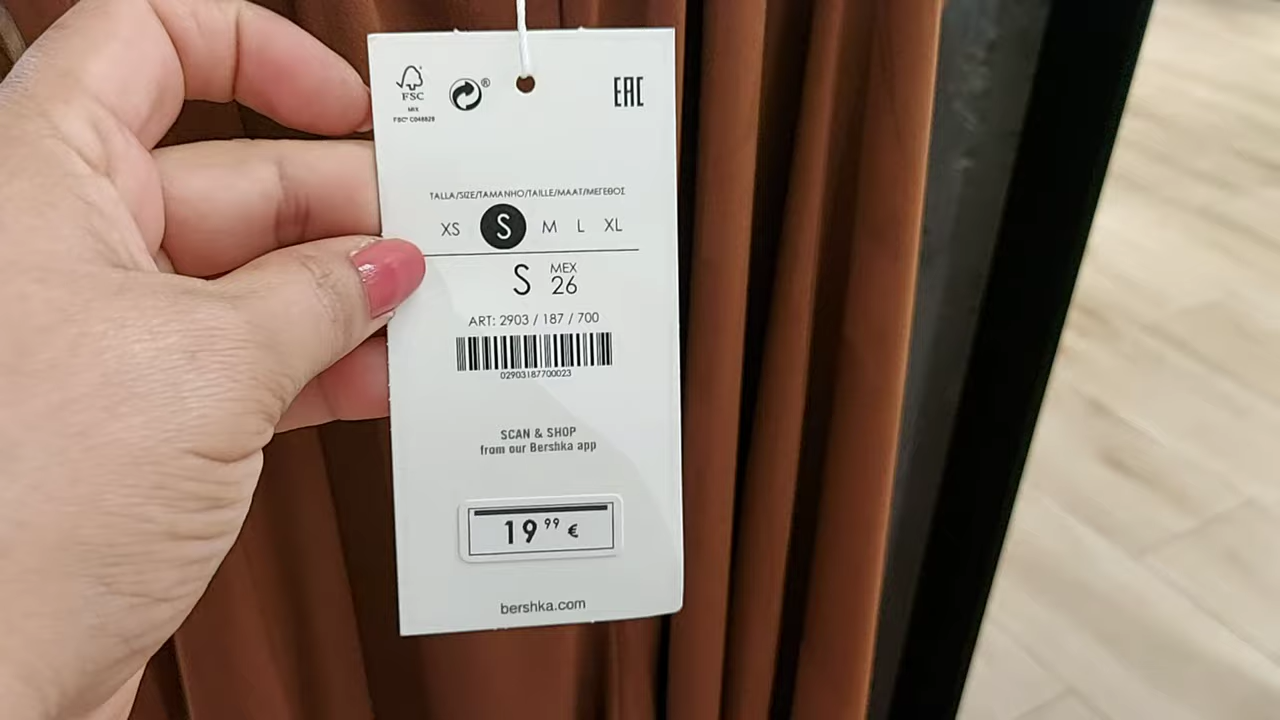 FSC
MIX
FSC® C048829
®
EAC
TALLA/SIZE/TAMANHO/TAILLE/MAAT/ΜΕΓΕΘΟΣ
XS S M L XL
S MEX 26
ART: 2903 / 187 / 700
02903187700023
SCAN & SHOP
from our Bershka app
19 99 €
bershka.com